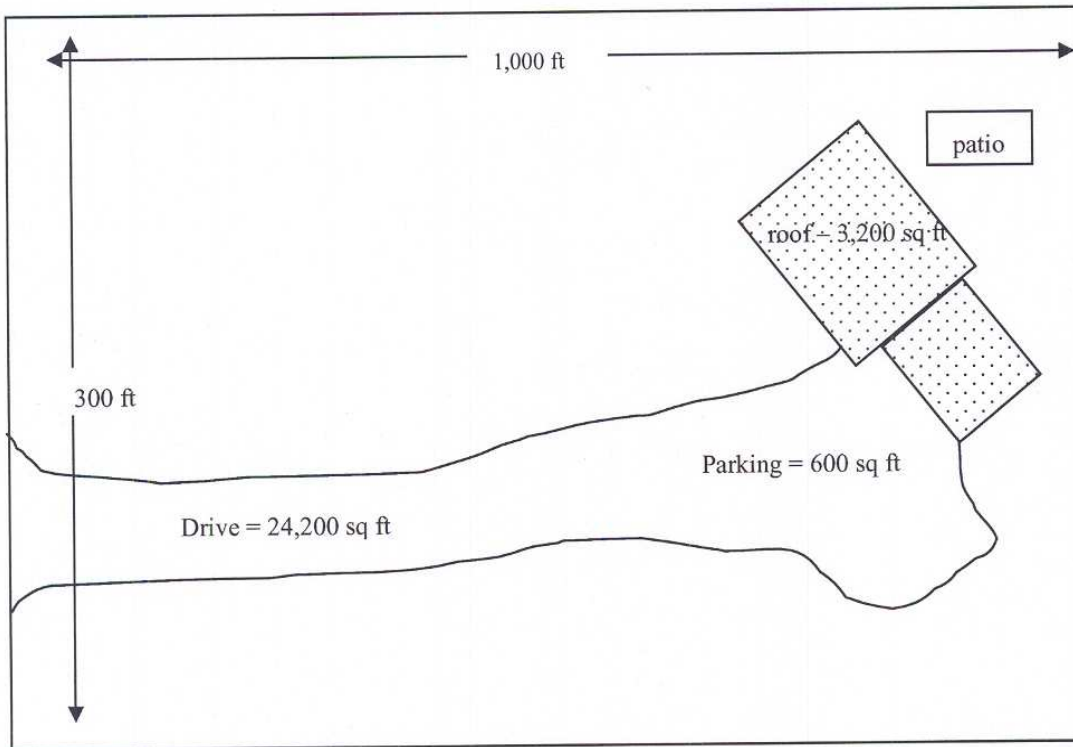 1,000 ft
patio
roof – 3,200 sq ft
300 ft
Parking = 600 sq ft
Drive = 24,200 sq ft